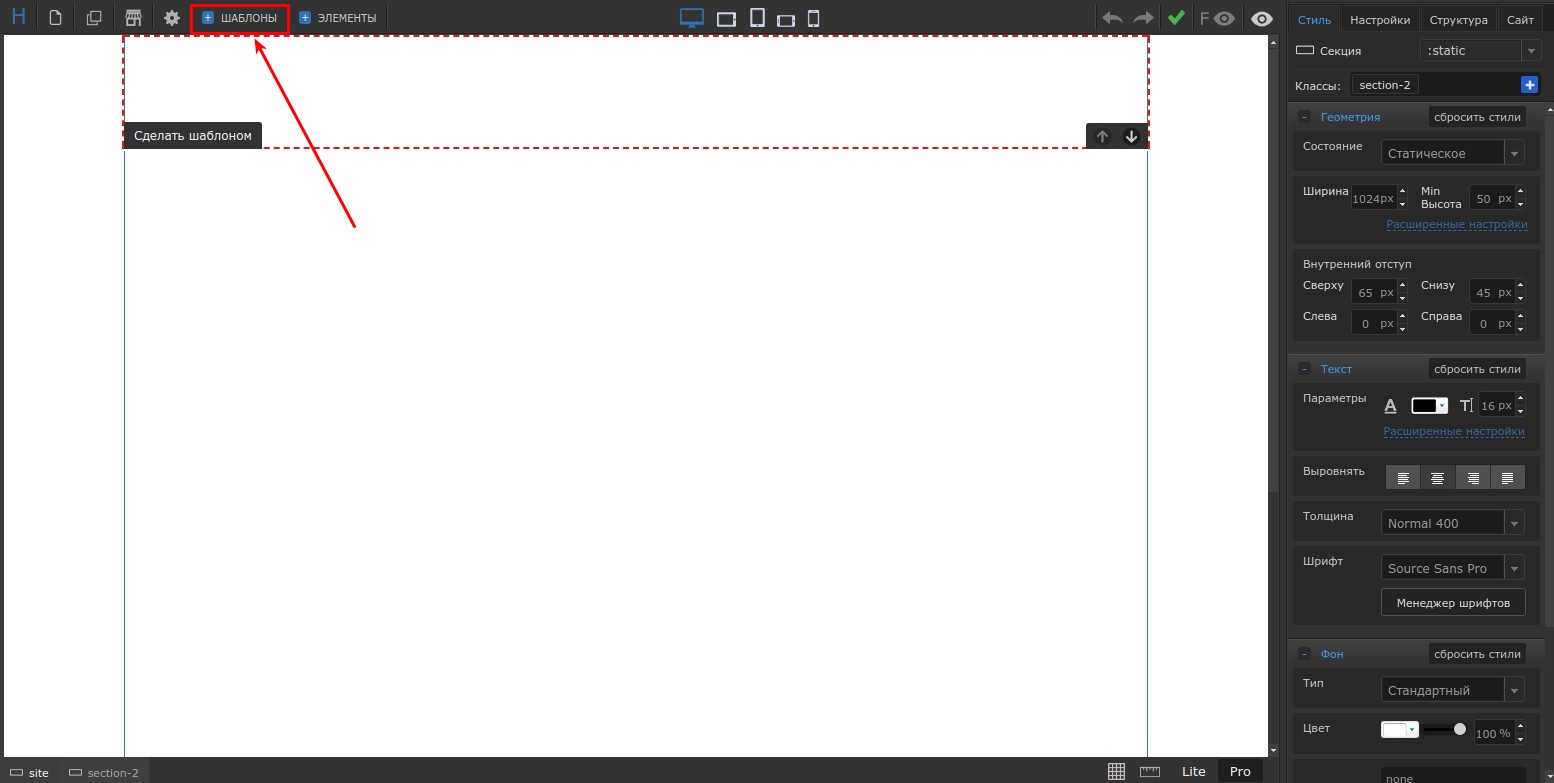 H
ШАБЛОНЫ
ЭЛЕМЕНТЫ
F
Сделать шаблоном
site
section-2
Lite
Pro
Стиль
Настройки
Структура
Сайт
Секция
:static
Классы:
section-2
Геометрия
сбросить стили
Состояние
Статическое
Ширина
1024px
Min
Высота
50 px
Расширенные настройки
Внутренний отступ
Сверху
65 px
Снизу
45 px
Слева
0 px
Справа
0 px
Текст
сбросить стили
Параметры
A
T
16 px
Расширенные настройки
Выровнять
Толщина
Normal 400
Шрифт
Source Sans Pro
Менеджер шрифтов
Фон
сбросить стили
Тип
Стандартный
Цвет
100 %
none